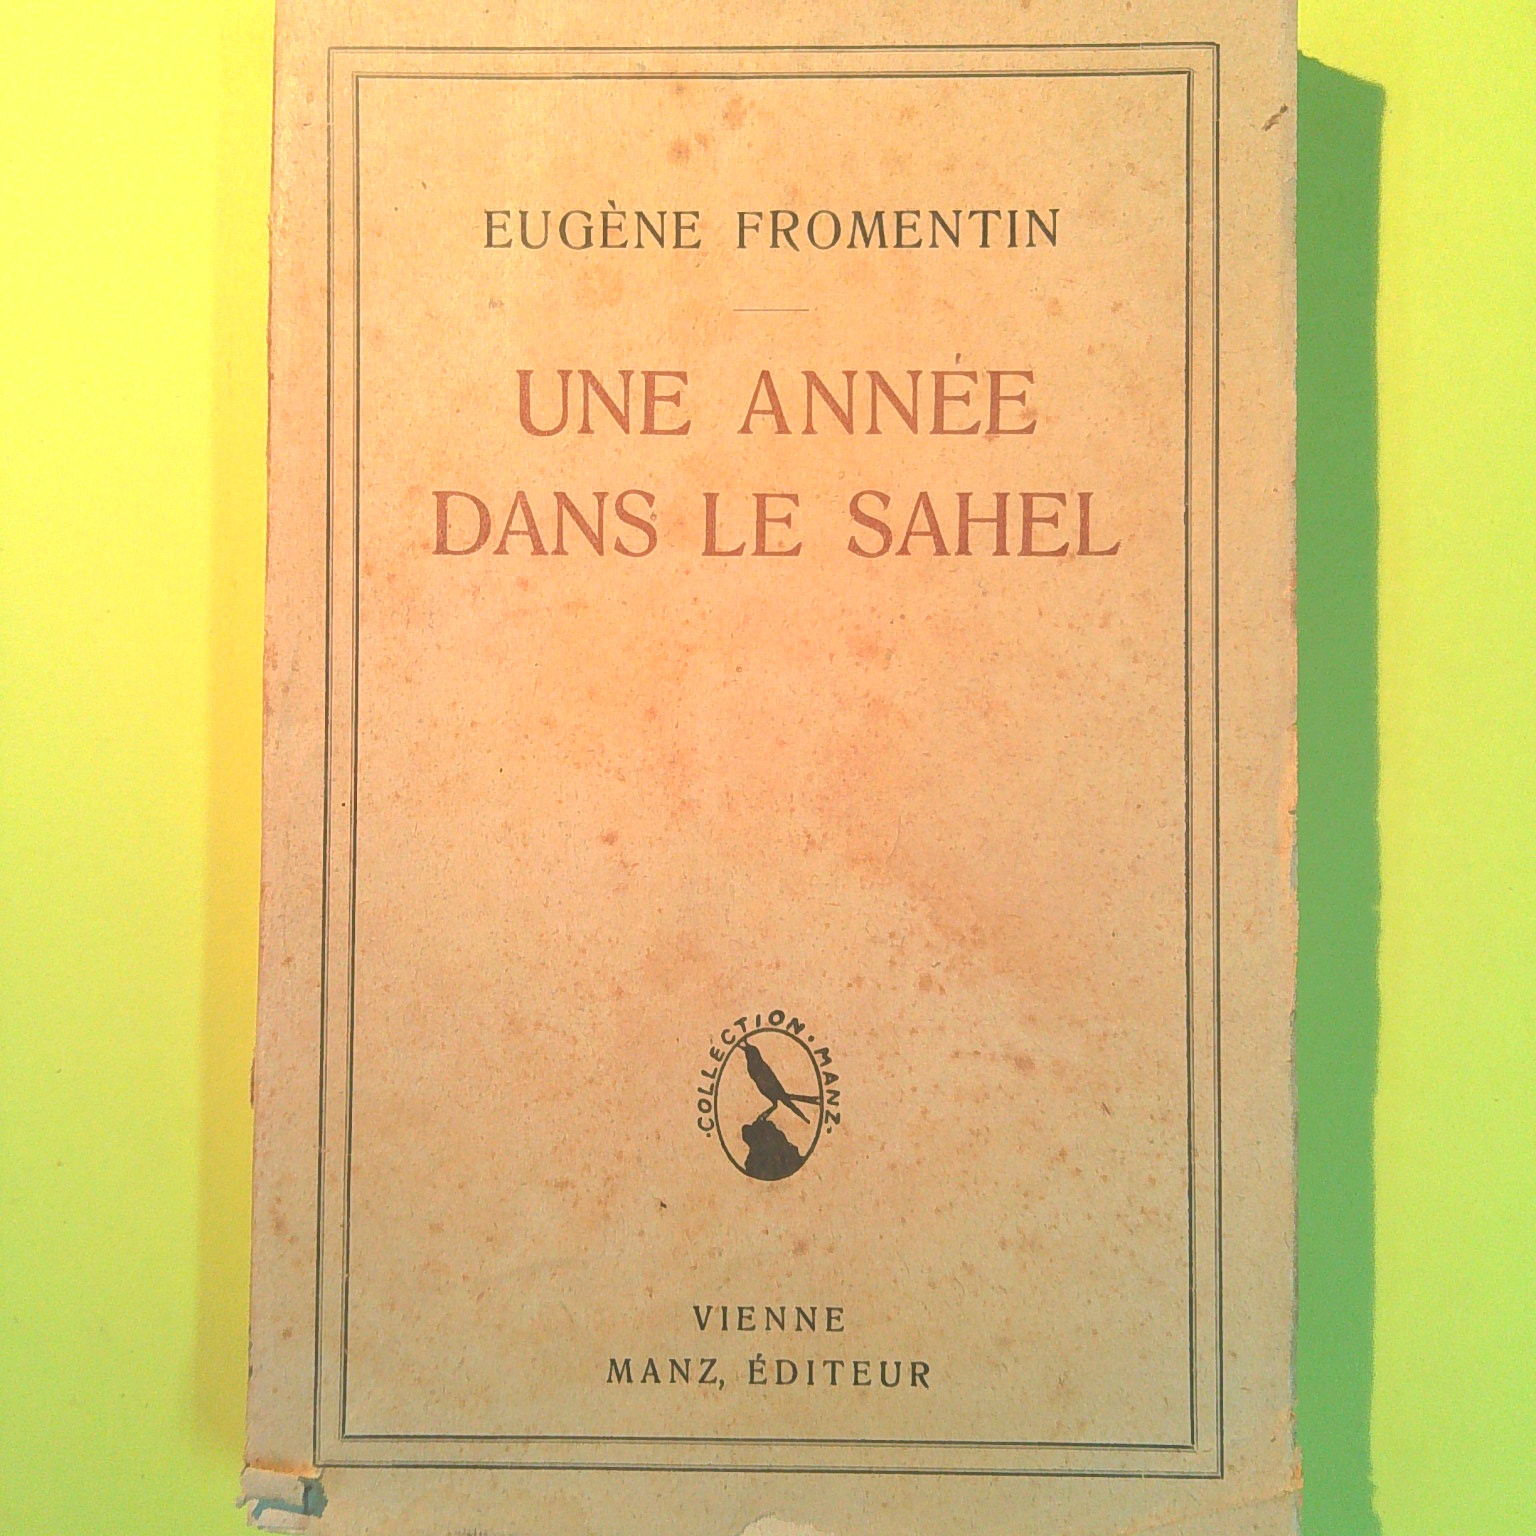 EUGÈNE FROMENTIN
UNE ANNÉE
DANS LE SAHEL
·COLLECTION·MANZ·
VIENNE
MANZ, ÉDITEUR